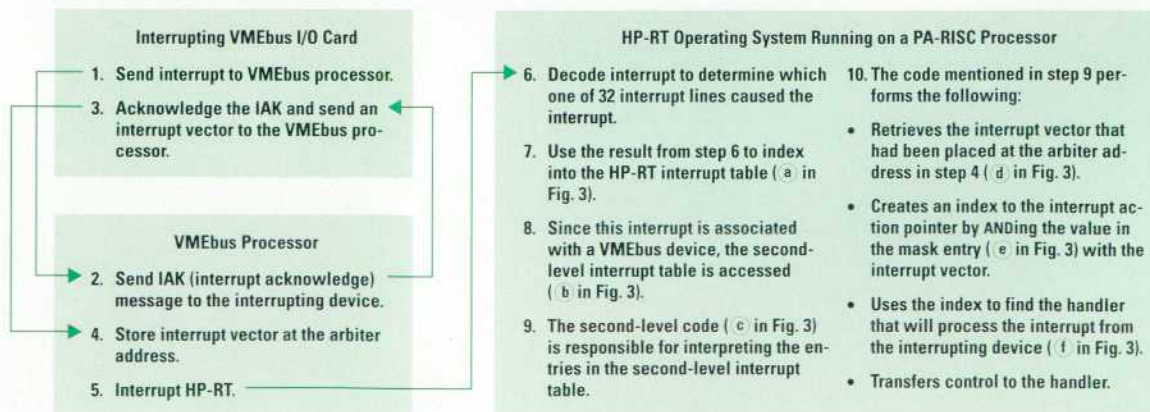 Interrupting VMEbus I/O Card
1. Send interrupt to VMEbus processor.
3. Acknowledge the IAK and send an
interrupt vector to the VMEbus pro-
cessor.
VMEbus Processor
2. Send IAK (interrupt acknowledge)
message to the interrupting device.
4. Store interrupt vector at the arbiter
address.
5. Interrupt HP-RT.
HP-RT Operating System Running on a PA-RISC Processor
6. Decode interrupt to determine which
one of 32 interrupt lines caused the
interrupt.
7. Use the result from step 6 to index
into the HP-RT interrupt table (a in
Fig. 3).
8. Since this interrupt is associated
with a VMEbus device, the second-
level interrupt table is accessed
(b in Fig. 3).
9. The second-level code (c in Fig. 3)
is responsible for interpreting the en-
tries in the second-level interrupt
table.
10. The code mentioned in step 9 per-
forms the following:
• Retrieves the interrupt vector that
had been placed at the arbiter ad-
dress in step 4 (d in Fig. 3).
• Creates an index to the interrupt ac-
tion pointer by ANDing the value in
the mask entry (e in Fig. 3) with the
interrupt vector.
• Uses the index to find the handler
that will process the interrupt from
the interrupting device (f in Fig. 3).
• Transfers control to the handler.